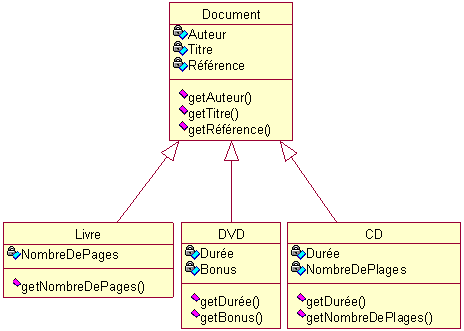 Document
Auteur
Titre
Référence
getAuteur()
getTitre()
getRéférence()
Livre
NombreDePages
getNombreDePages()
DVD
Durée
Bonus
getDurée()
getBonus()
CD
Durée
NombreDePlages
getDurée()
getNombreDePlages()